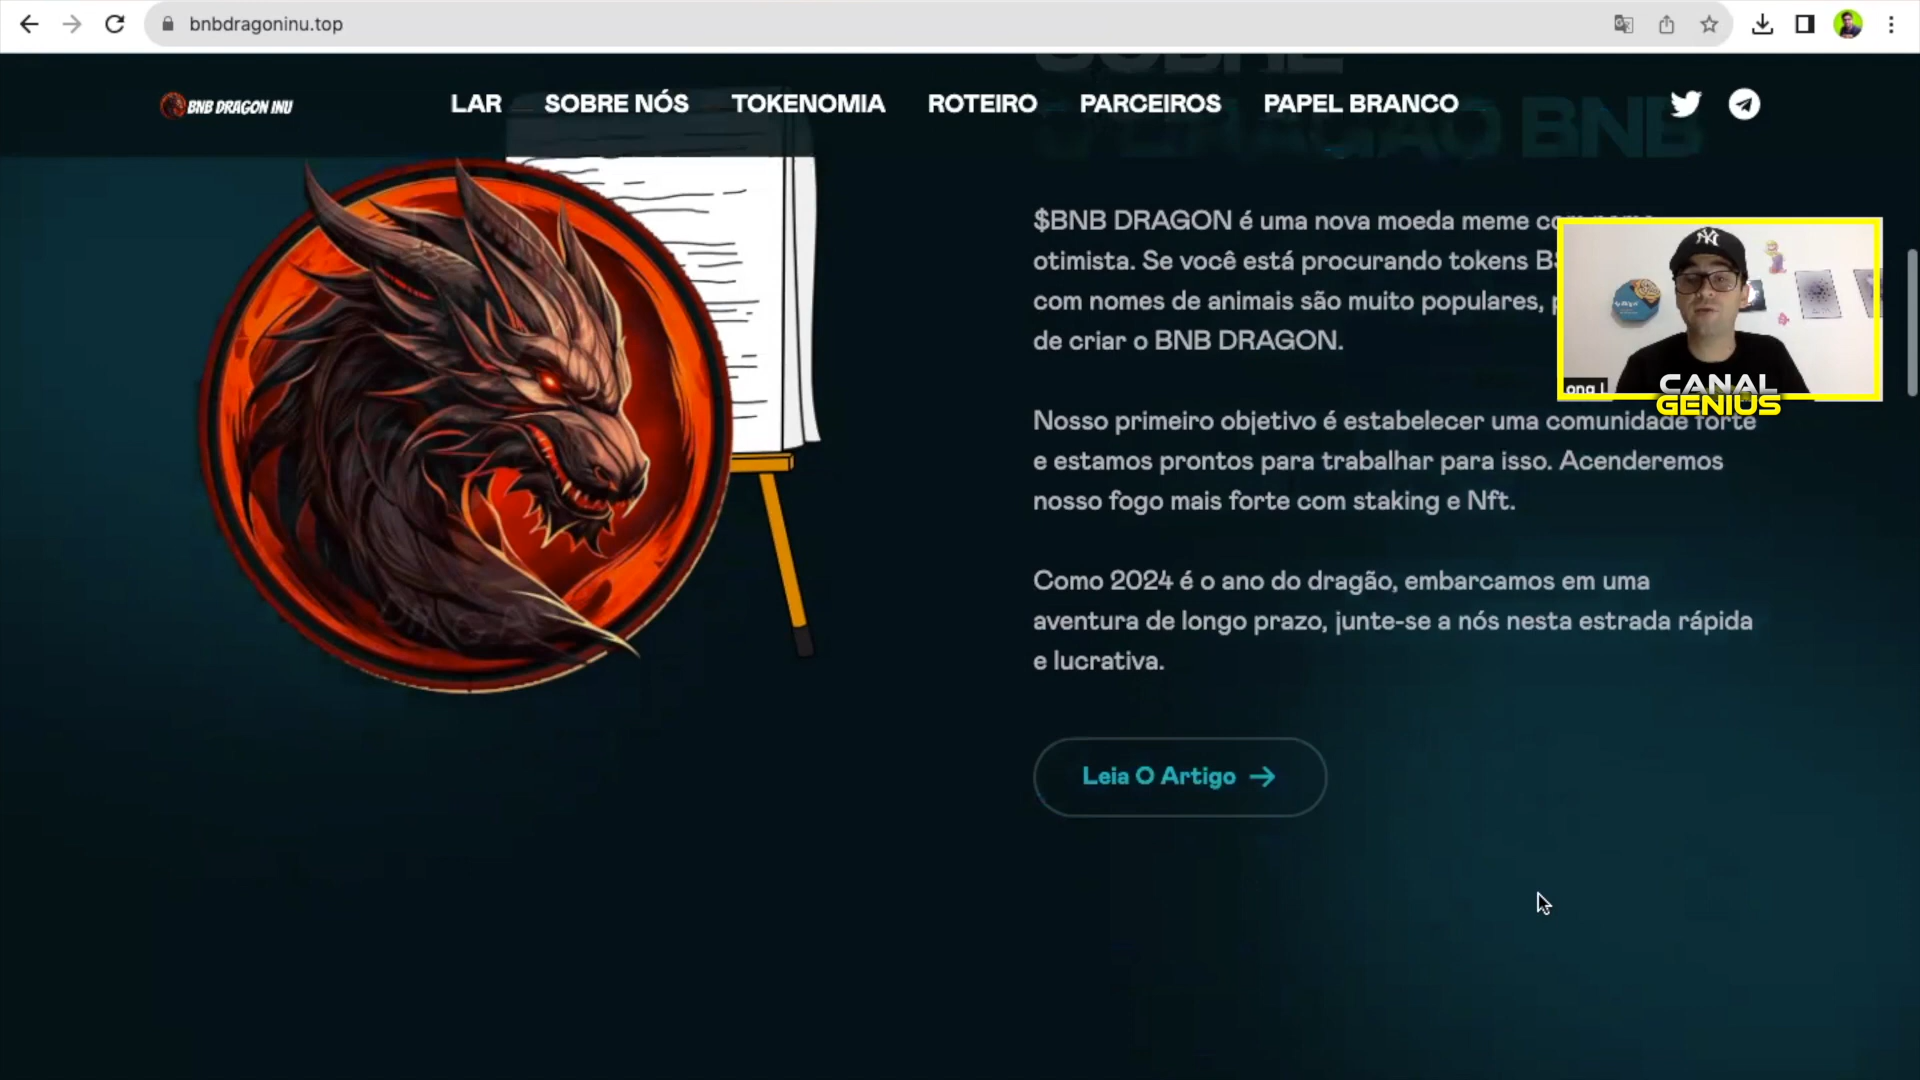 bnbdragoninu.top
BNB DRAGON INU
LAR SOBRE NÓS TOKENOMIA ROTEIRO PARCEIROS PAPEL BRANCO
SOBRE
O DRAGÃO BNB
$BNB DRAGON é uma nova moeda meme com nome
otimista. Se você está procurando tokens
com nomes de animais são muito populares,
de criar o BNB DRAGON.
Nosso primeiro objetivo é estabelecer uma comunidade forte
e estamos prontos para trabalhar para isso. Acenderemos
nosso fogo mais forte com staking e Nft.
Como 2024 é o ano do dragão, embarcamos em uma
aventura de longo prazo, junte-se a nós nesta estrada rápida
e lucrativa.
Leia O Artigo
CANAL
GENIUS